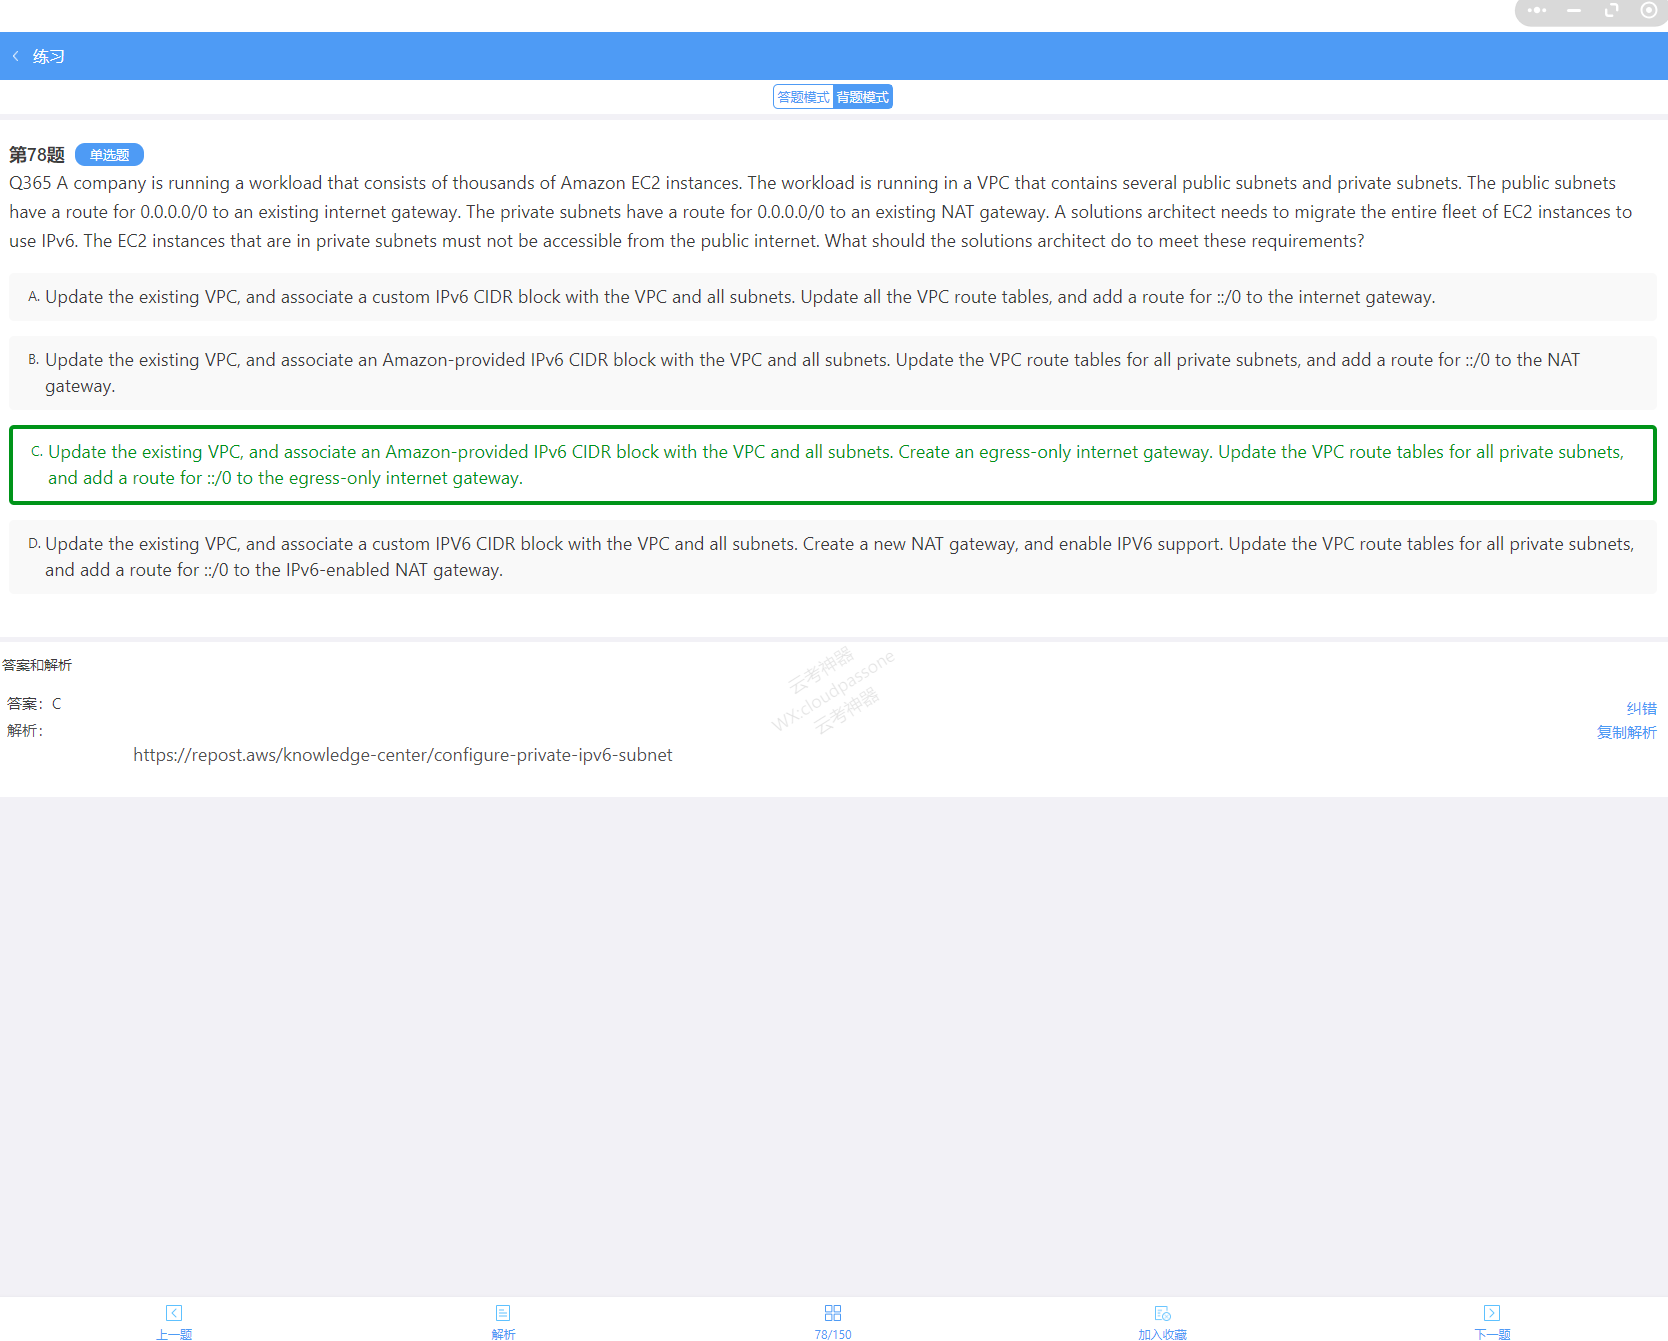 练习
答题模式 背题模式
第78题 单选题
Q365 A company is running a workload that consists of thousands of Amazon EC2 instances. The workload is running in a VPC that contains several public subnets and private subnets. The public subnets
have a route for 0.0.0.0/0 to an existing internet gateway. The private subnets have a route for 0.0.0.0/0 to an existing NAT gateway. A solutions architect needs to migrate the entire fleet of EC2 instances to
use IPv6. The EC2 instances that are in private subnets must not be accessible from the public internet. What should the solutions architect do to meet these requirements?
A. Update the existing VPC, and associate a custom IPv6 CIDR block with the VPC and all subnets. Update all the VPC route tables, and add a route for ::/0 to the internet gateway.
B. Update the existing VPC, and associate an Amazon-provided IPv6 CIDR block with the VPC and all subnets. Update the VPC route tables for all private subnets, and add a route for ::/0 to the NAT
gateway.
C. Update the existing VPC, and associate an Amazon-provided IPv6 CIDR block with the VPC and all subnets. Create an egress-only internet gateway. Update the VPC route tables for all private subnets,
and add a route for ::/0 to the egress-only internet gateway.
D. Update the existing VPC, and associate a custom IPV6 CIDR block with the VPC and all subnets. Create a new NAT gateway, and enable IPV6 support. Update the VPC route tables for all private subnets,
and add a route for ::/0 to the IPv6-enabled NAT gateway.
答案和解析
云考神器
WX:cloudpassone
云考神器
答案：C
纠错
解析：
复制解析
https://repost.aws/knowledge-center/configure-private-ipv6-subnet
上一题 解析 78/150 加入收藏 下一题